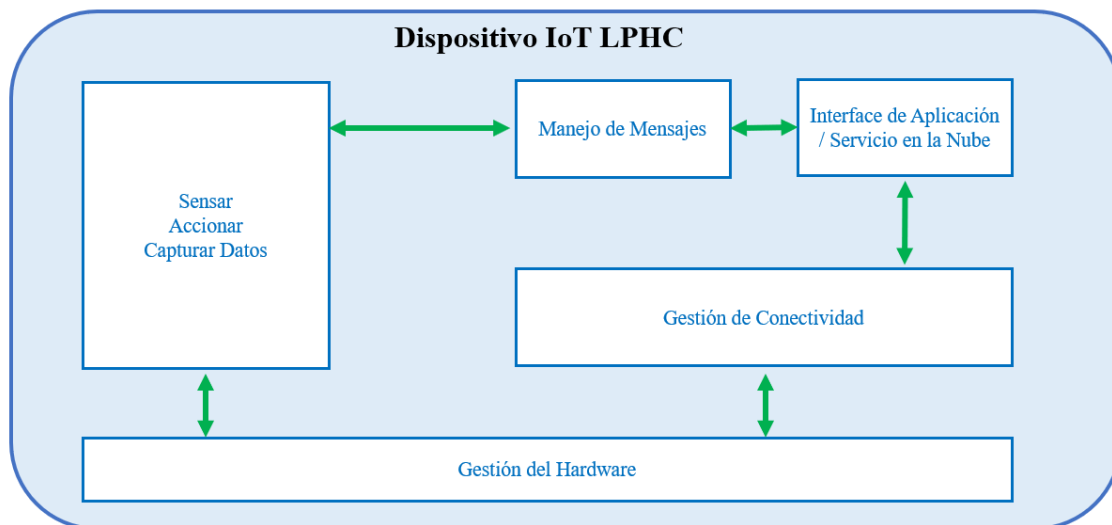 Dispositivo IoT LPHC
Sensar
Accionar
Capturar Datos
Manejo de Mensajes
Interface de Aplicación
/ Servicio en la Nube
Gestión de Conectividad
Gestión del Hardware